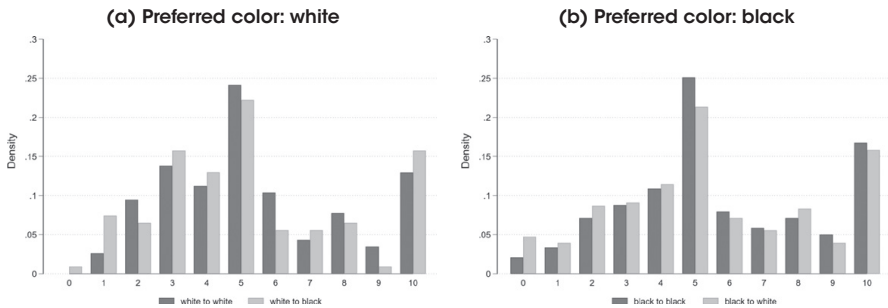 (a) Preferred color: white
.3
.25
.2
.15
.1
.05
0
Density
0 1 2 3 4 5 6 7 8 9 10
white to white white to black
(b) Preferred color: black
.3
.25
.2
.15
.1
.05
0
Density
0 1 2 3 4 5 6 7 8 9 10
black to black black to white